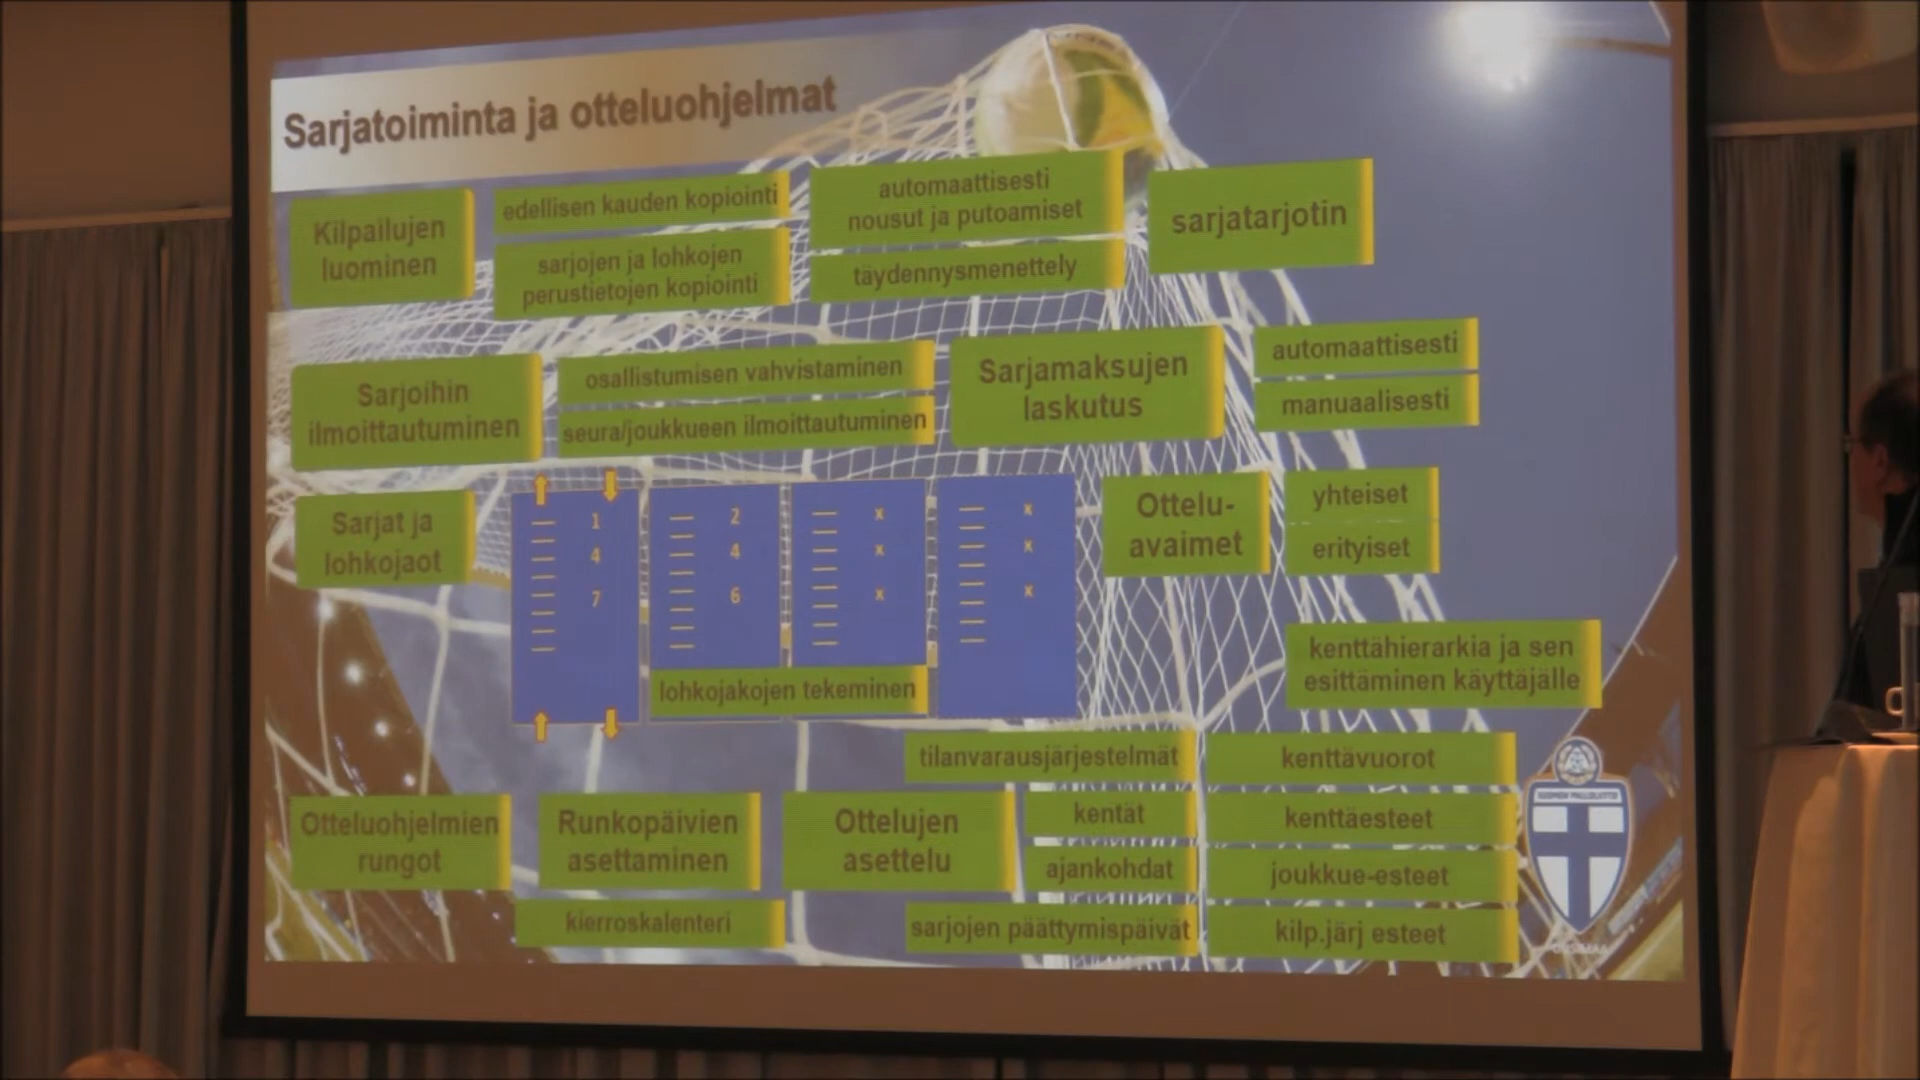 Sarjatoiminta ja otteluohjelmat
Kilpailujen
luominen
edellisen kauden kopiointi
sarjojen ja lohkojen
perustietojen kopiointi
automaattisesti
nousut ja putoamiset
täydennysmenettely
sarjatarjotin
Sarjoihin
ilmoittautuminen
osallistumisen vahvistaminen
seura/joukkueen ilmoittautuminen
Sarjamaksujen
laskutus
automaattisesti
manuaalisesti
Sarjat ja
lohkojaot
1
4
7
2
4
6
x
x
x
x
x
x
lohkojakojen tekeminen
Ottelu-
avaimet
yhteiset
erityiset
kenttähierarkia ja sen
esittäminen käyttäjälle
Otteluohjelmien
rungot
Runkopäivien
asettaminen
kierroskalenteri
Ottelujen
asettelu
tilanvarausjärjestelmät
kentät
ajankohdat
sarjojen päättymispäivät
kenttävuorot
kenttäesteet
joukkue-esteet
kilp.järj esteet
SUOMEN PALLOLIITTO